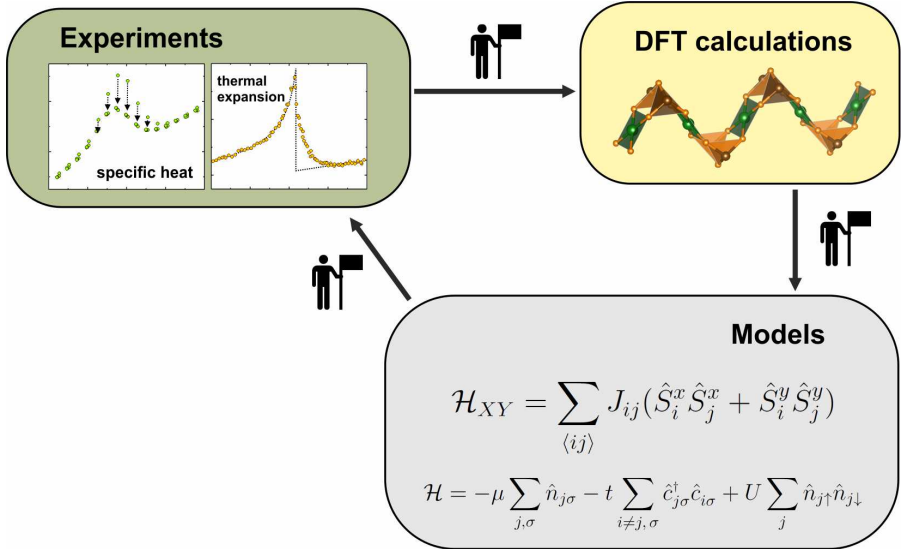 Experiments
thermal
expansion
specific heat
DFT calculations
Models
$\mathcal{H}_{XY} = \sum_{\langle ij \rangle} J_{ij}(\hat{S}_i^x \hat{S}_j^x + \hat{S}_i^y \hat{S}_j^y)$
$\mathcal{H} = -\mu \sum_{j,\sigma} \hat{n}_{j\sigma} - t \sum_{i \neq j,\sigma} \hat{c}_{j\sigma}^{\dagger} \hat{c}_{i\sigma} + U \sum_{j} \hat{n}_{j\uparrow} \hat{n}_{j\downarrow}$